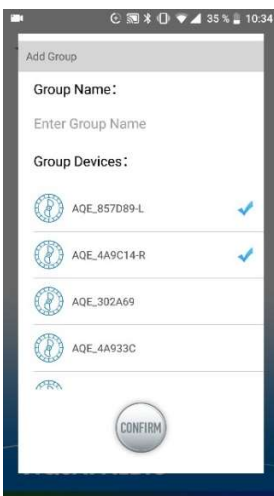 35 % 10:34
Add Group
Group Name:
Enter Group Name
Group Devices:
AQE_857D89-L
AQE_4A9C14-R
AQE_302A69
AQE_4A933C
CONFIRM